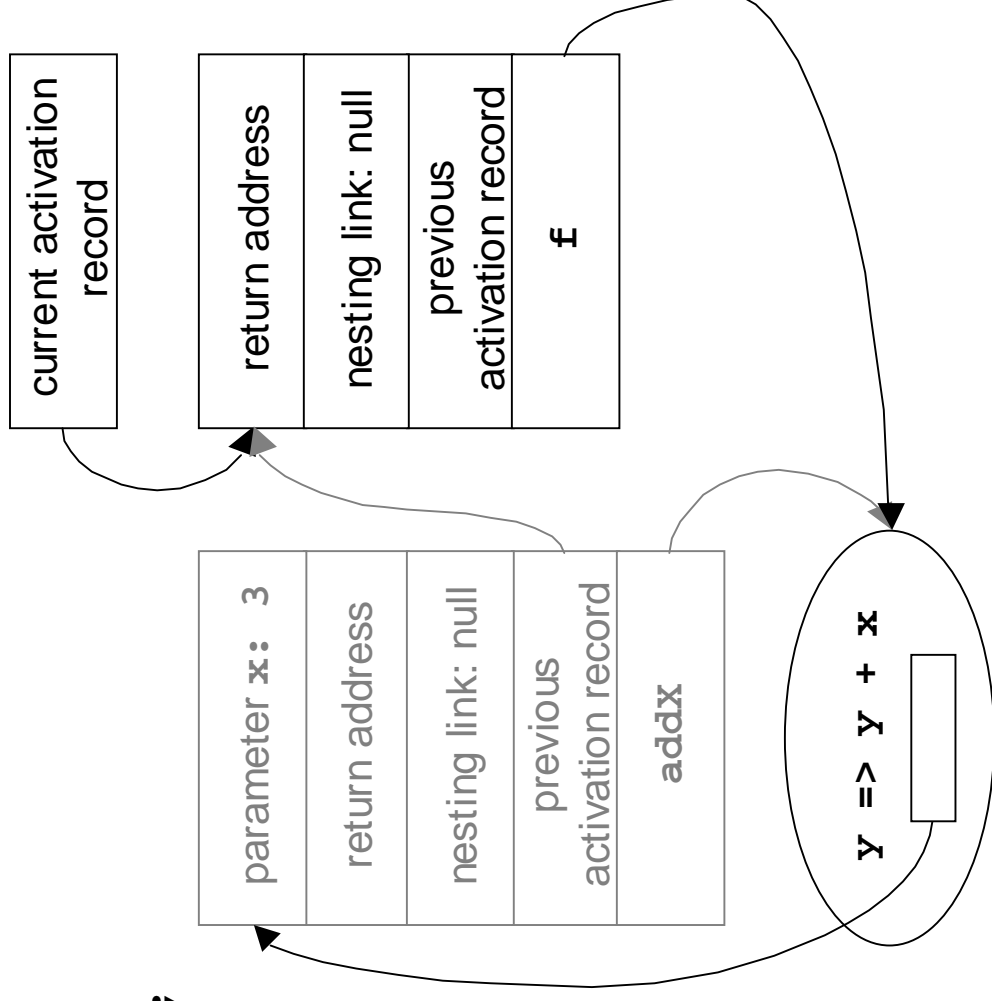 ;
current activation
record
parameter x: 3
return address
nesting link: null
previous
activation record
addx
return address
nesting link: null
previous
activation record
f
y => y + x